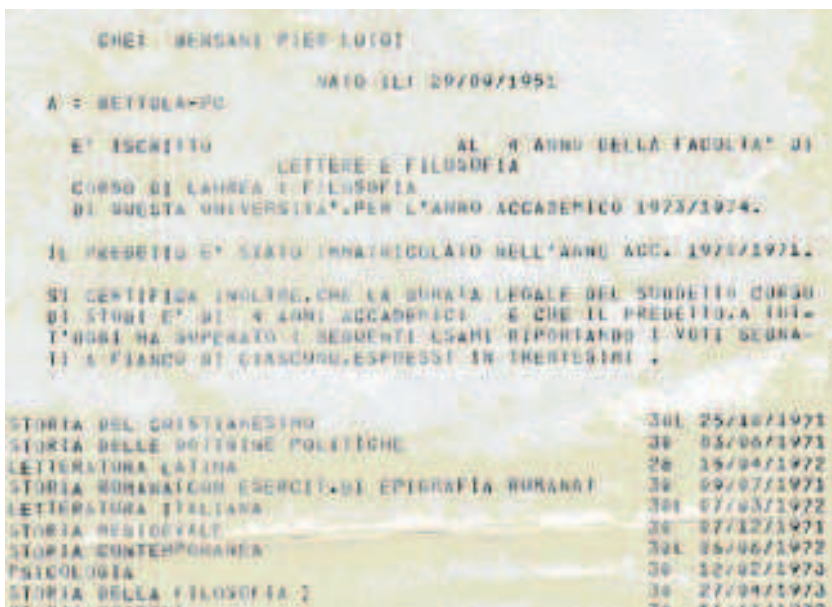 CHE: BERSANI PIER LUIGI
NATO IL: 29/09/1951
A : BETTOLA-PC
E' ISCRITTO AL 4 ANNO DELLA FACOLTA' DI
LETTERE E FILOSOFIA
CORSO DI LAUREA : FILOSOFIA
DI QUESTA UNIVERSITA'.PER L'ANNO ACCADEMICO 1973/1974.
IL PREDETTO E' STATO IMMATRICOLATO NELL'ANNO ACC. 1970/1971.
SI CERTIFICA INOLTRE.CHE LA DURATA LEGALE DEL SUDDETTO CORSO
DI STUDI E' DI 4 ANNI ACCADEMICI E CHE IL PREDETTO.A TUT-
T'OGGI HA SUPERATO I SEGUENTI ESAMI RIPORTANDO I VOTI SEGNA-
TI A FIANCO DI CIASCUNO.ESPRESSI IN TRENTESIMI .
STORIA DEL CRISTIANESIMO 30L 25/10/1971
STORIA DELLE DOTTRINE POLITICHE 30 03/06/1971
LETTERATURA LATINA 15/04/1972
STORIA ROMANA(CON ESERCIT.DI EPIGRAFIA ROMANA) 30 09/07/1971
LETTERATURA ITALIANA 07/03/1972
STORIA MEDIOEVALE 30 07/12/1971
STORIA CONTEMPORANEA 30L 06/06/1972
PSICOLOGIA 30 12/02/1973
STORIA DELLA FILOSOFIA I 30 27/04/1973